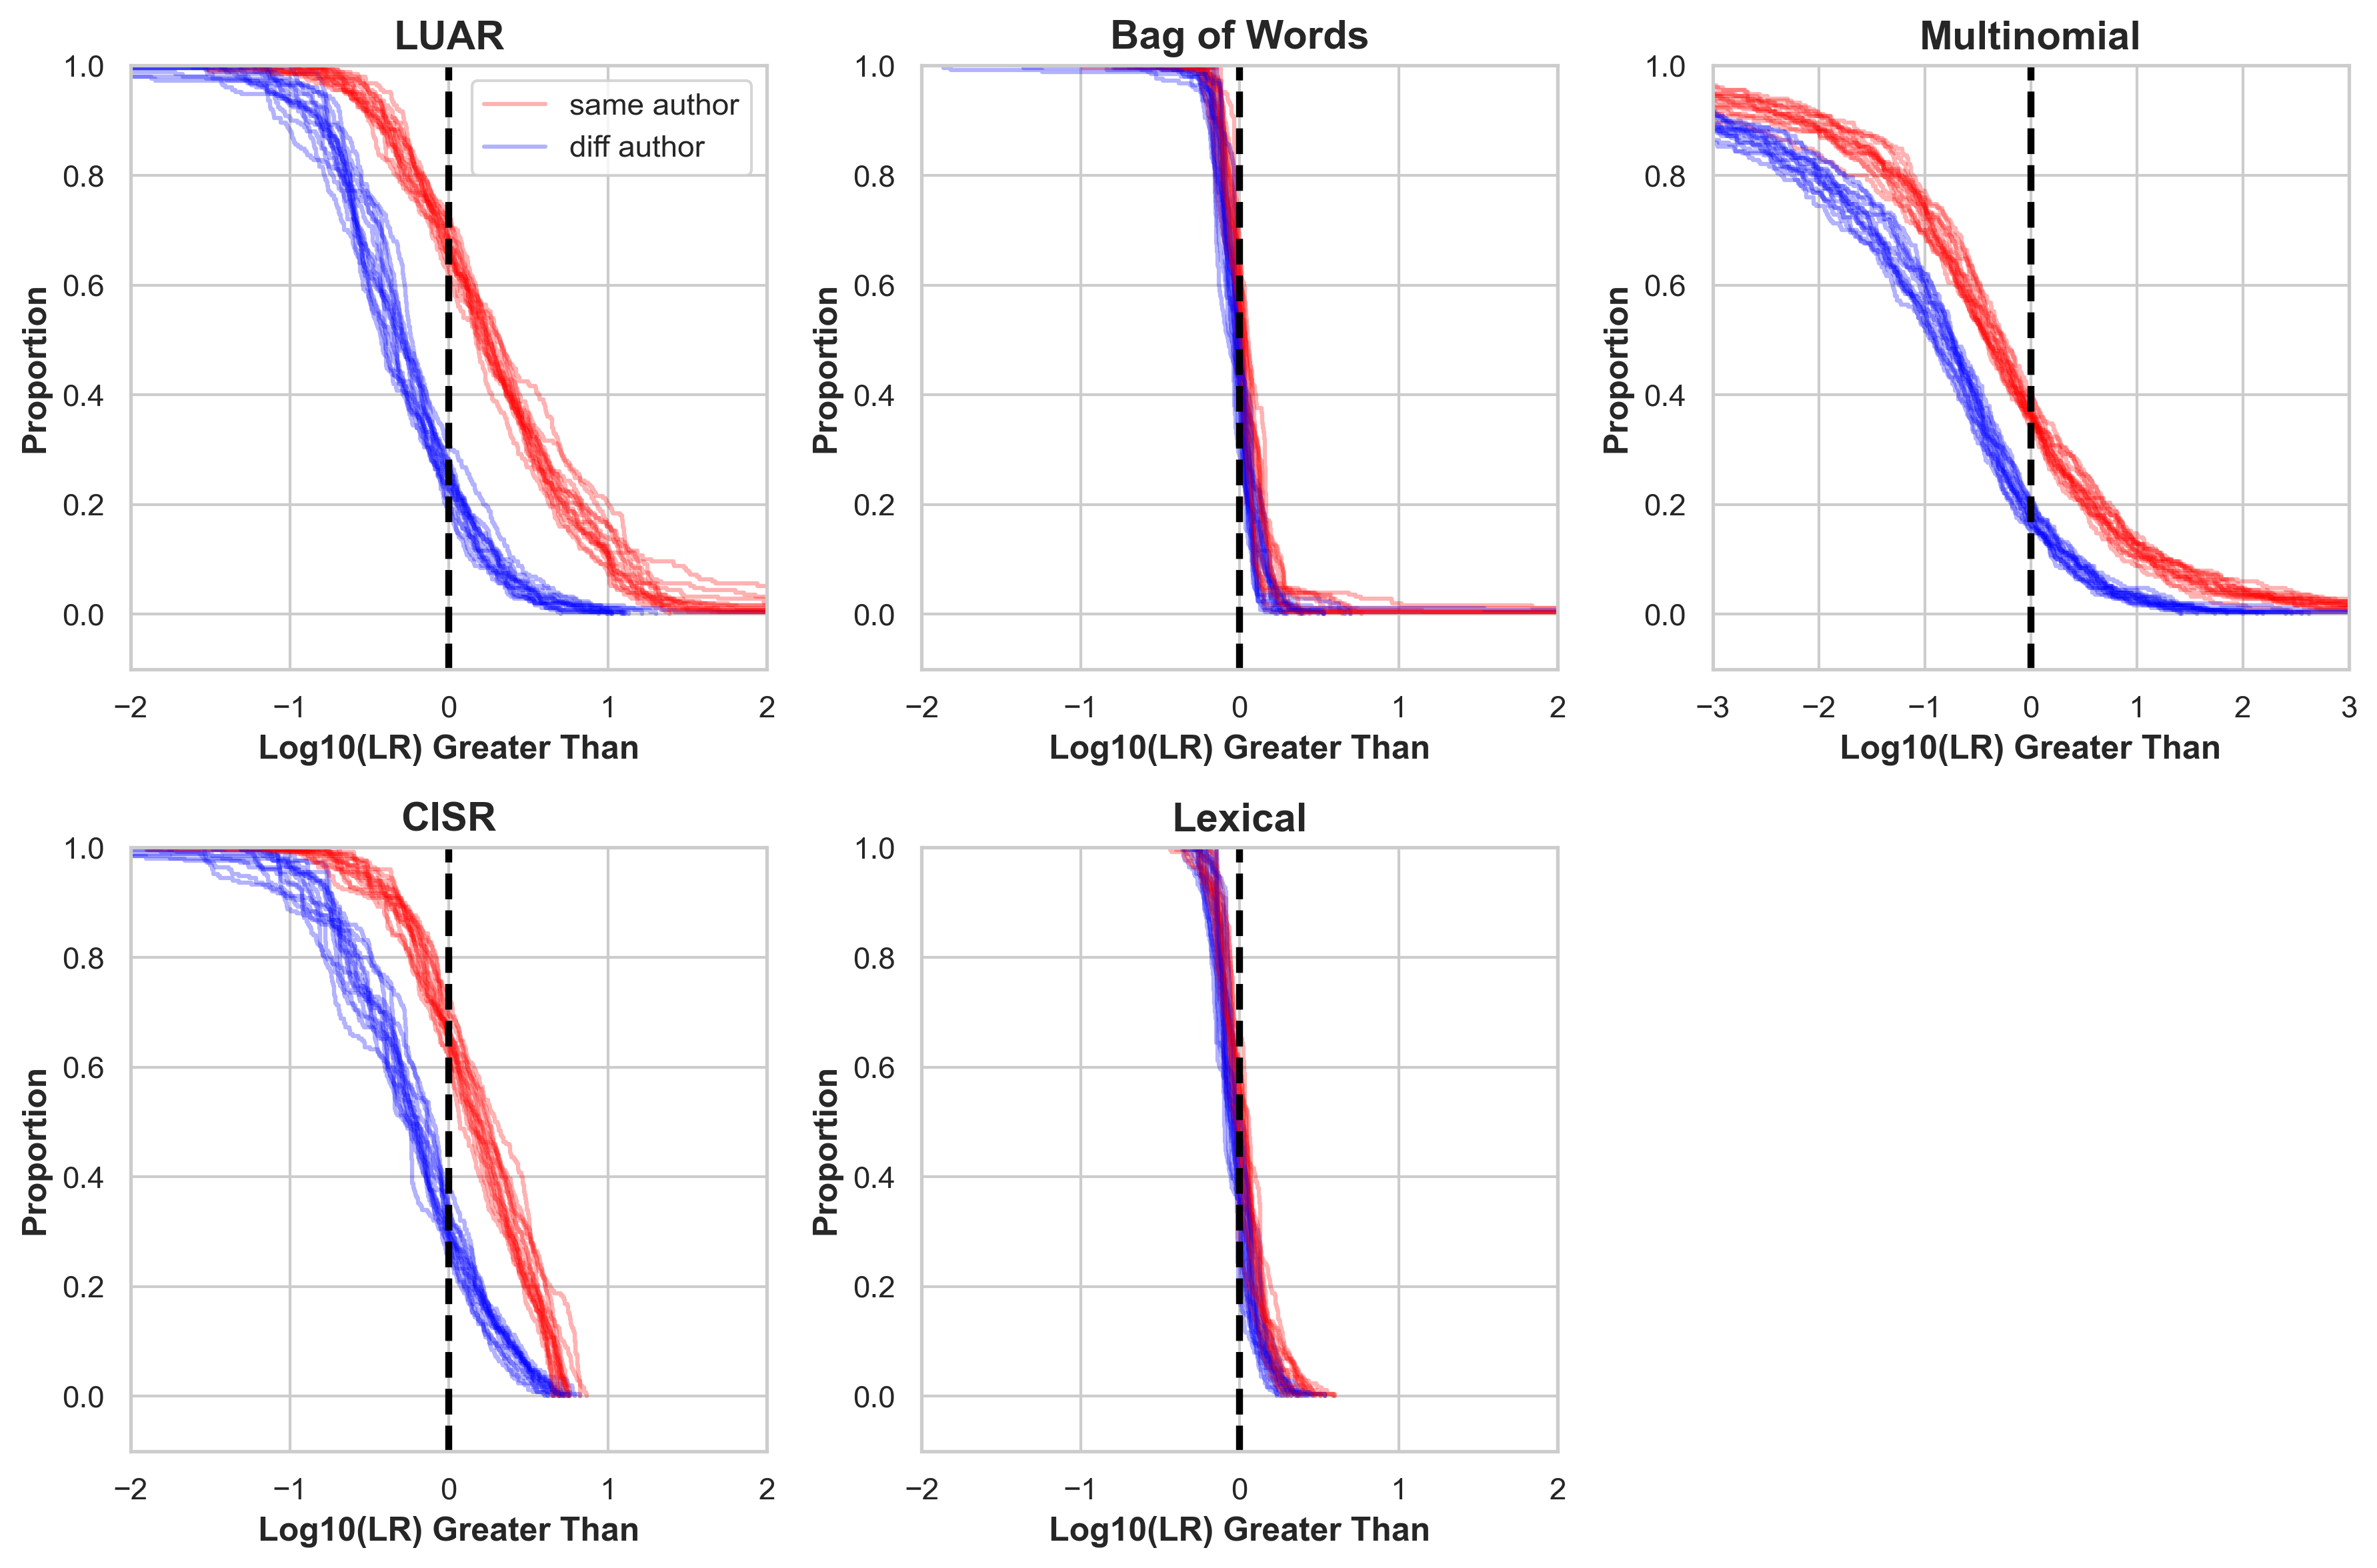 LUAR
1.0
0.8
0.6
0.4
0.2
0.0
Proportion
same author
diff author
−2 −1 0 1 2
Log10(LR) Greater Than
Bag of Words
1.0
0.8
0.6
0.4
0.2
0.0
Proportion
−2 −1 0 1 2
Log10(LR) Greater Than
Multinomial
1.0
0.8
0.6
0.4
0.2
0.0
Proportion
−3 −2 −1 0 1 2 3
Log10(LR) Greater Than
CISR
1.0
0.8
0.6
0.4
0.2
0.0
Proportion
−2 −1 0 1 2
Log10(LR) Greater Than
Lexical
1.0
0.8
0.6
0.4
0.2
0.0
Proportion
−2 −1 0 1 2
Log10(LR) Greater Than